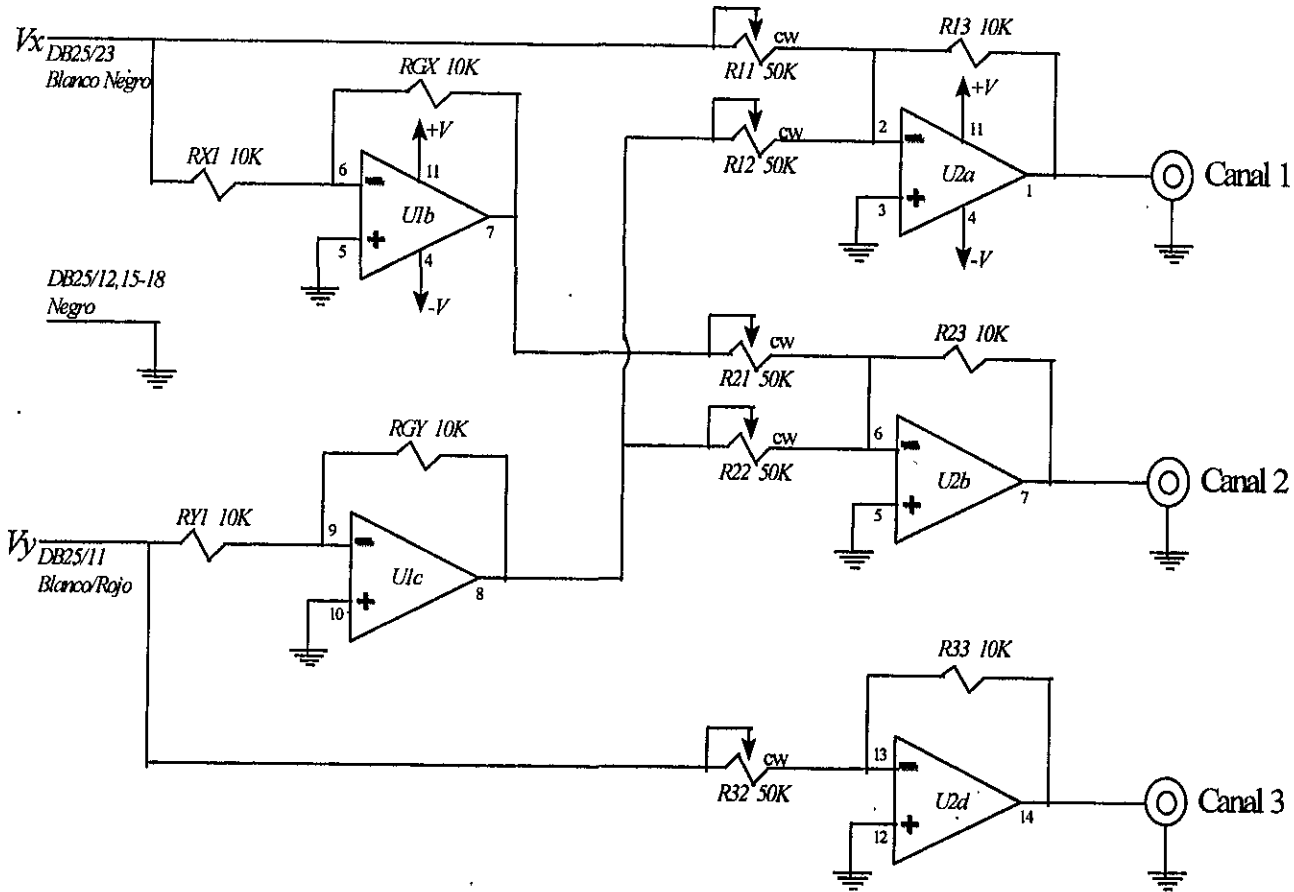 Vx
DB25/23
Blanco Negro
RX1 10K
RGX 10K
+V
11
6
U1b
5
4
7
-V
CW
R11 50K
CW
R12 50K
R13 10K
+V
11
2
U2a
3
1
4
-V
Canal 1
DB25/12,15-18
Negro
CW
R21 50K
CW
R22 50K
R23 10K
6
U2b
5
7
Canal 2
RGY 10K
Vy
RY1 10K
DB25/11
Blanco/Rojo
9
U1c
10
8
CW
R32 50K
R33 10K
13
U2d
12
14
Canal 3